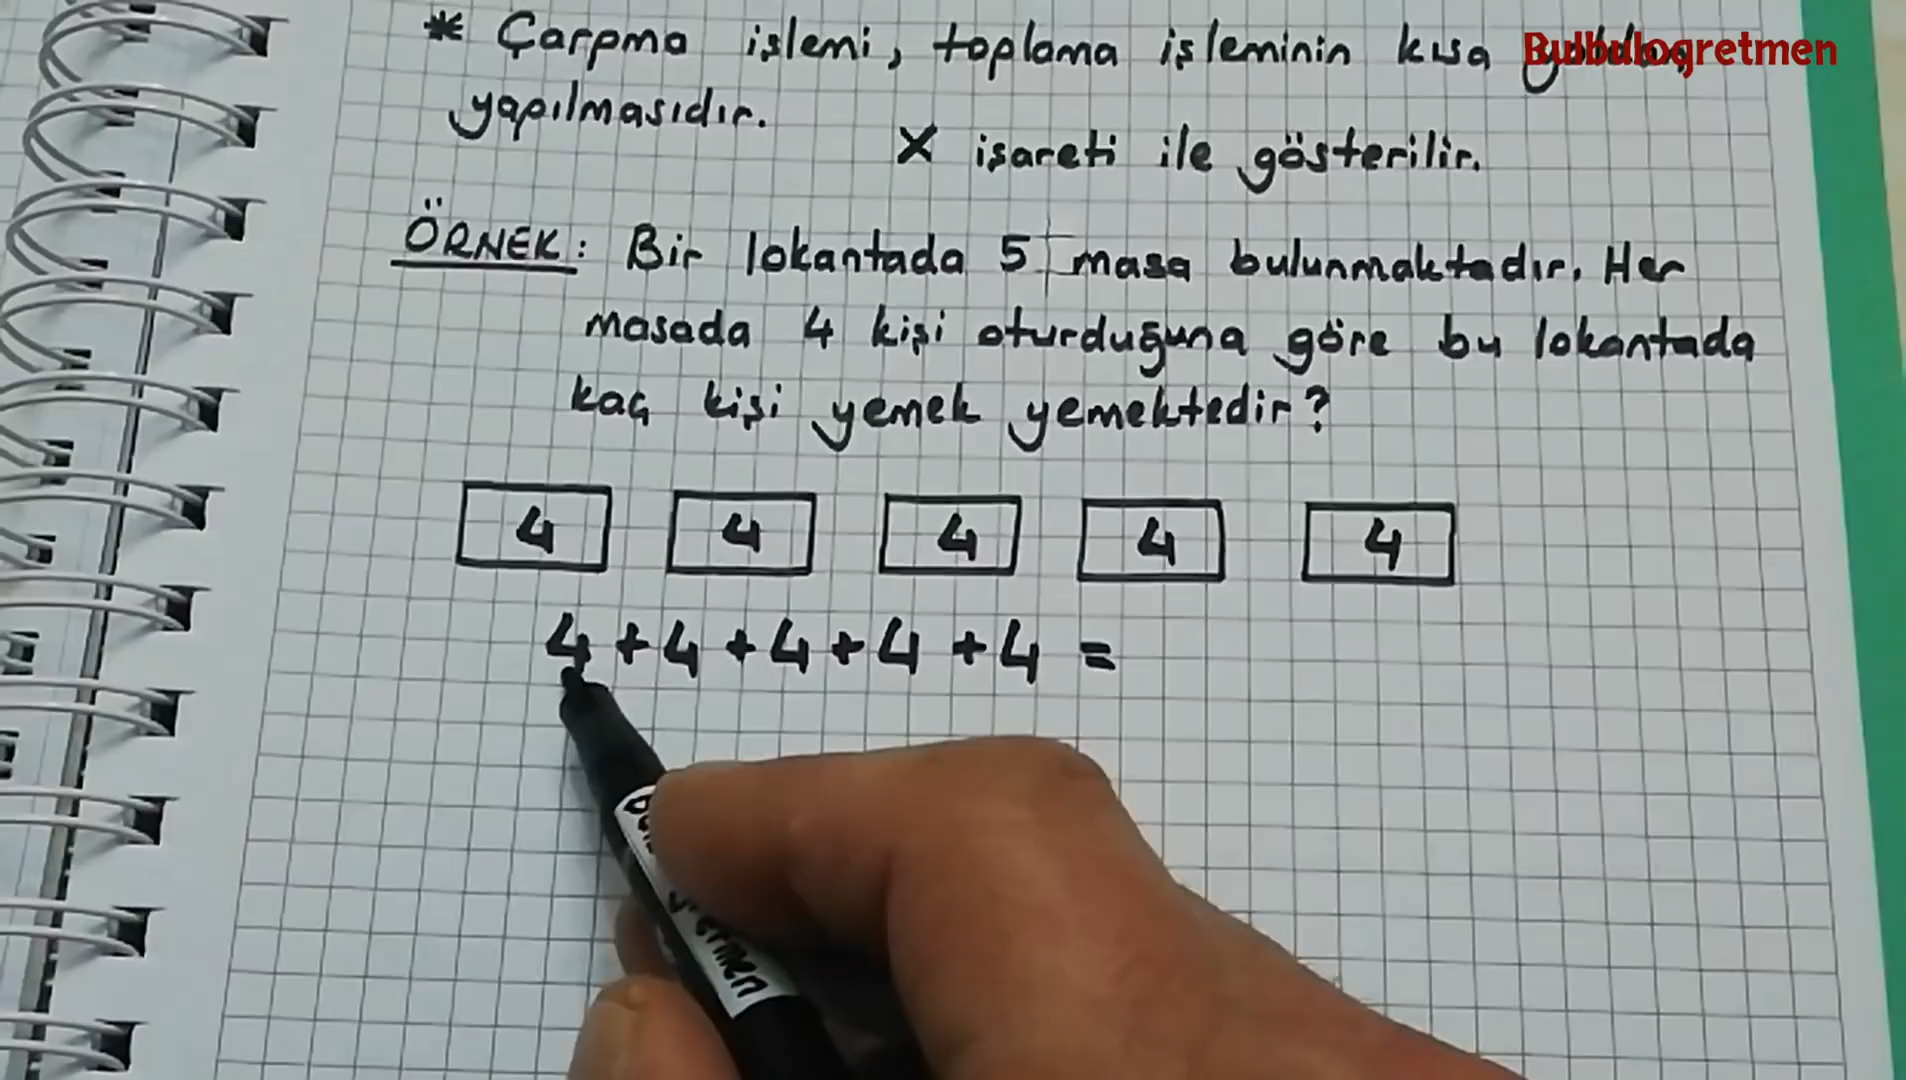 * Çarpma işlemi, toplama işleminin kısa
Bulbulogretmen
yapılmasıdır.
X işareti ile gösterilir.
ÖRNEK: Bir lokantada 5 masa bulunmaktadır. Her
masada 4 kişi oturduğuna göre bu lokantada
kaç kişi yemek yemektedir?
4 4 4 4 4
4 + 4 + 4 + 4 + 4 =